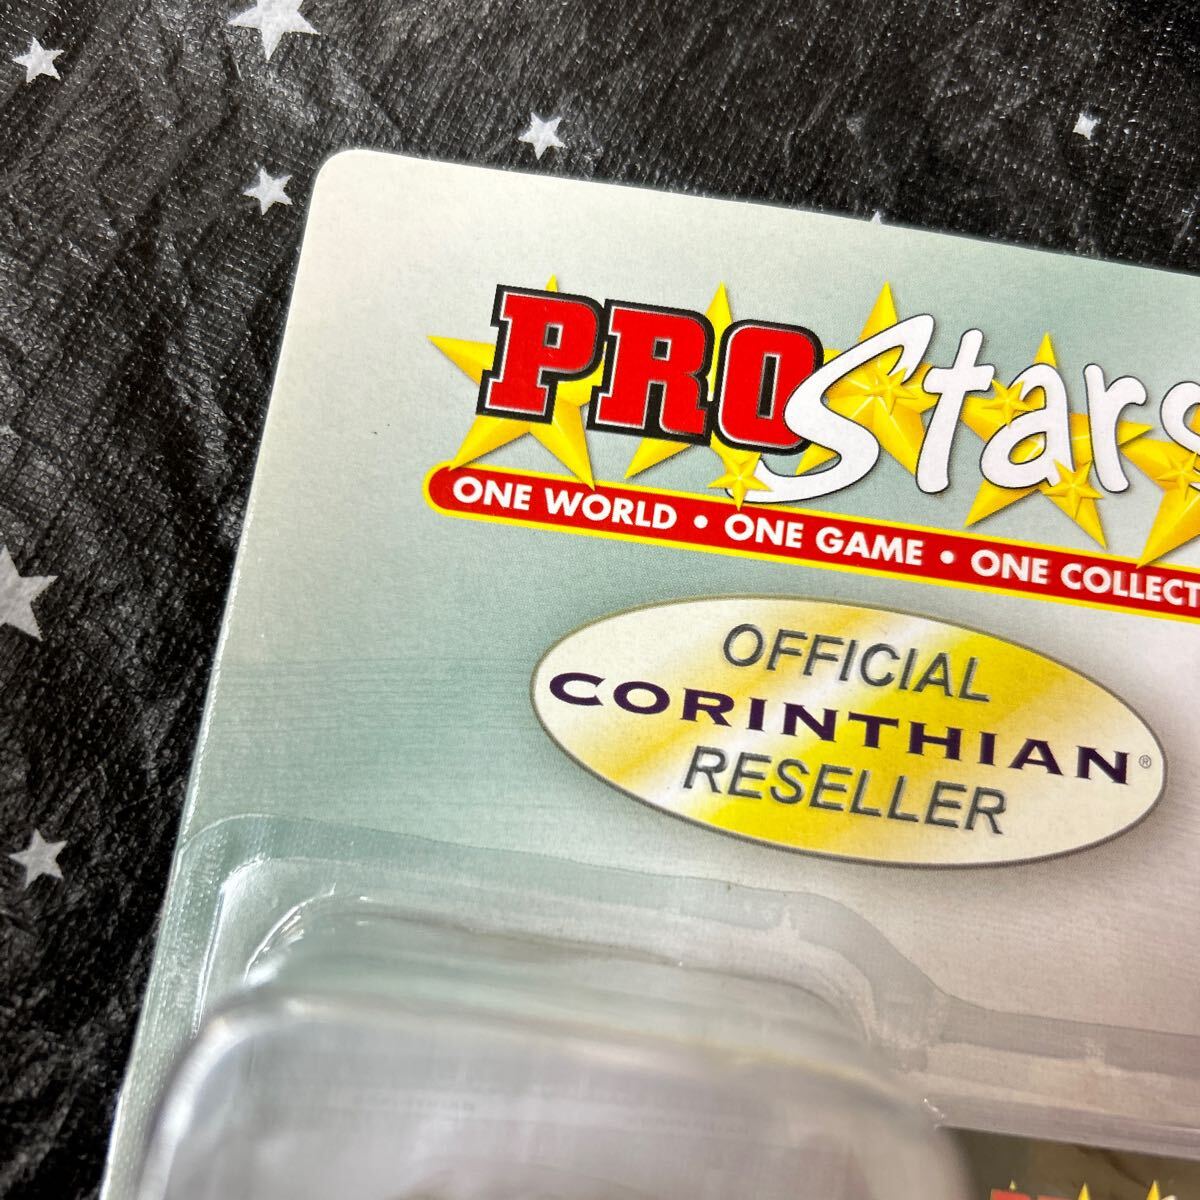 PROStars
ONE WORLD • ONE GAME • ONE COLLECT
OFFICIAL
CORINTHIAN®
RESELLER